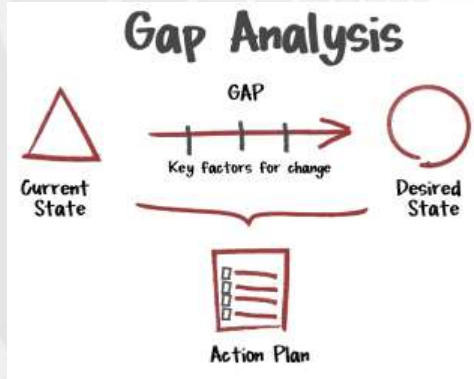 Gap Analysis
GAP
Key factors for change
Current
State
Desired
State
Action Plan